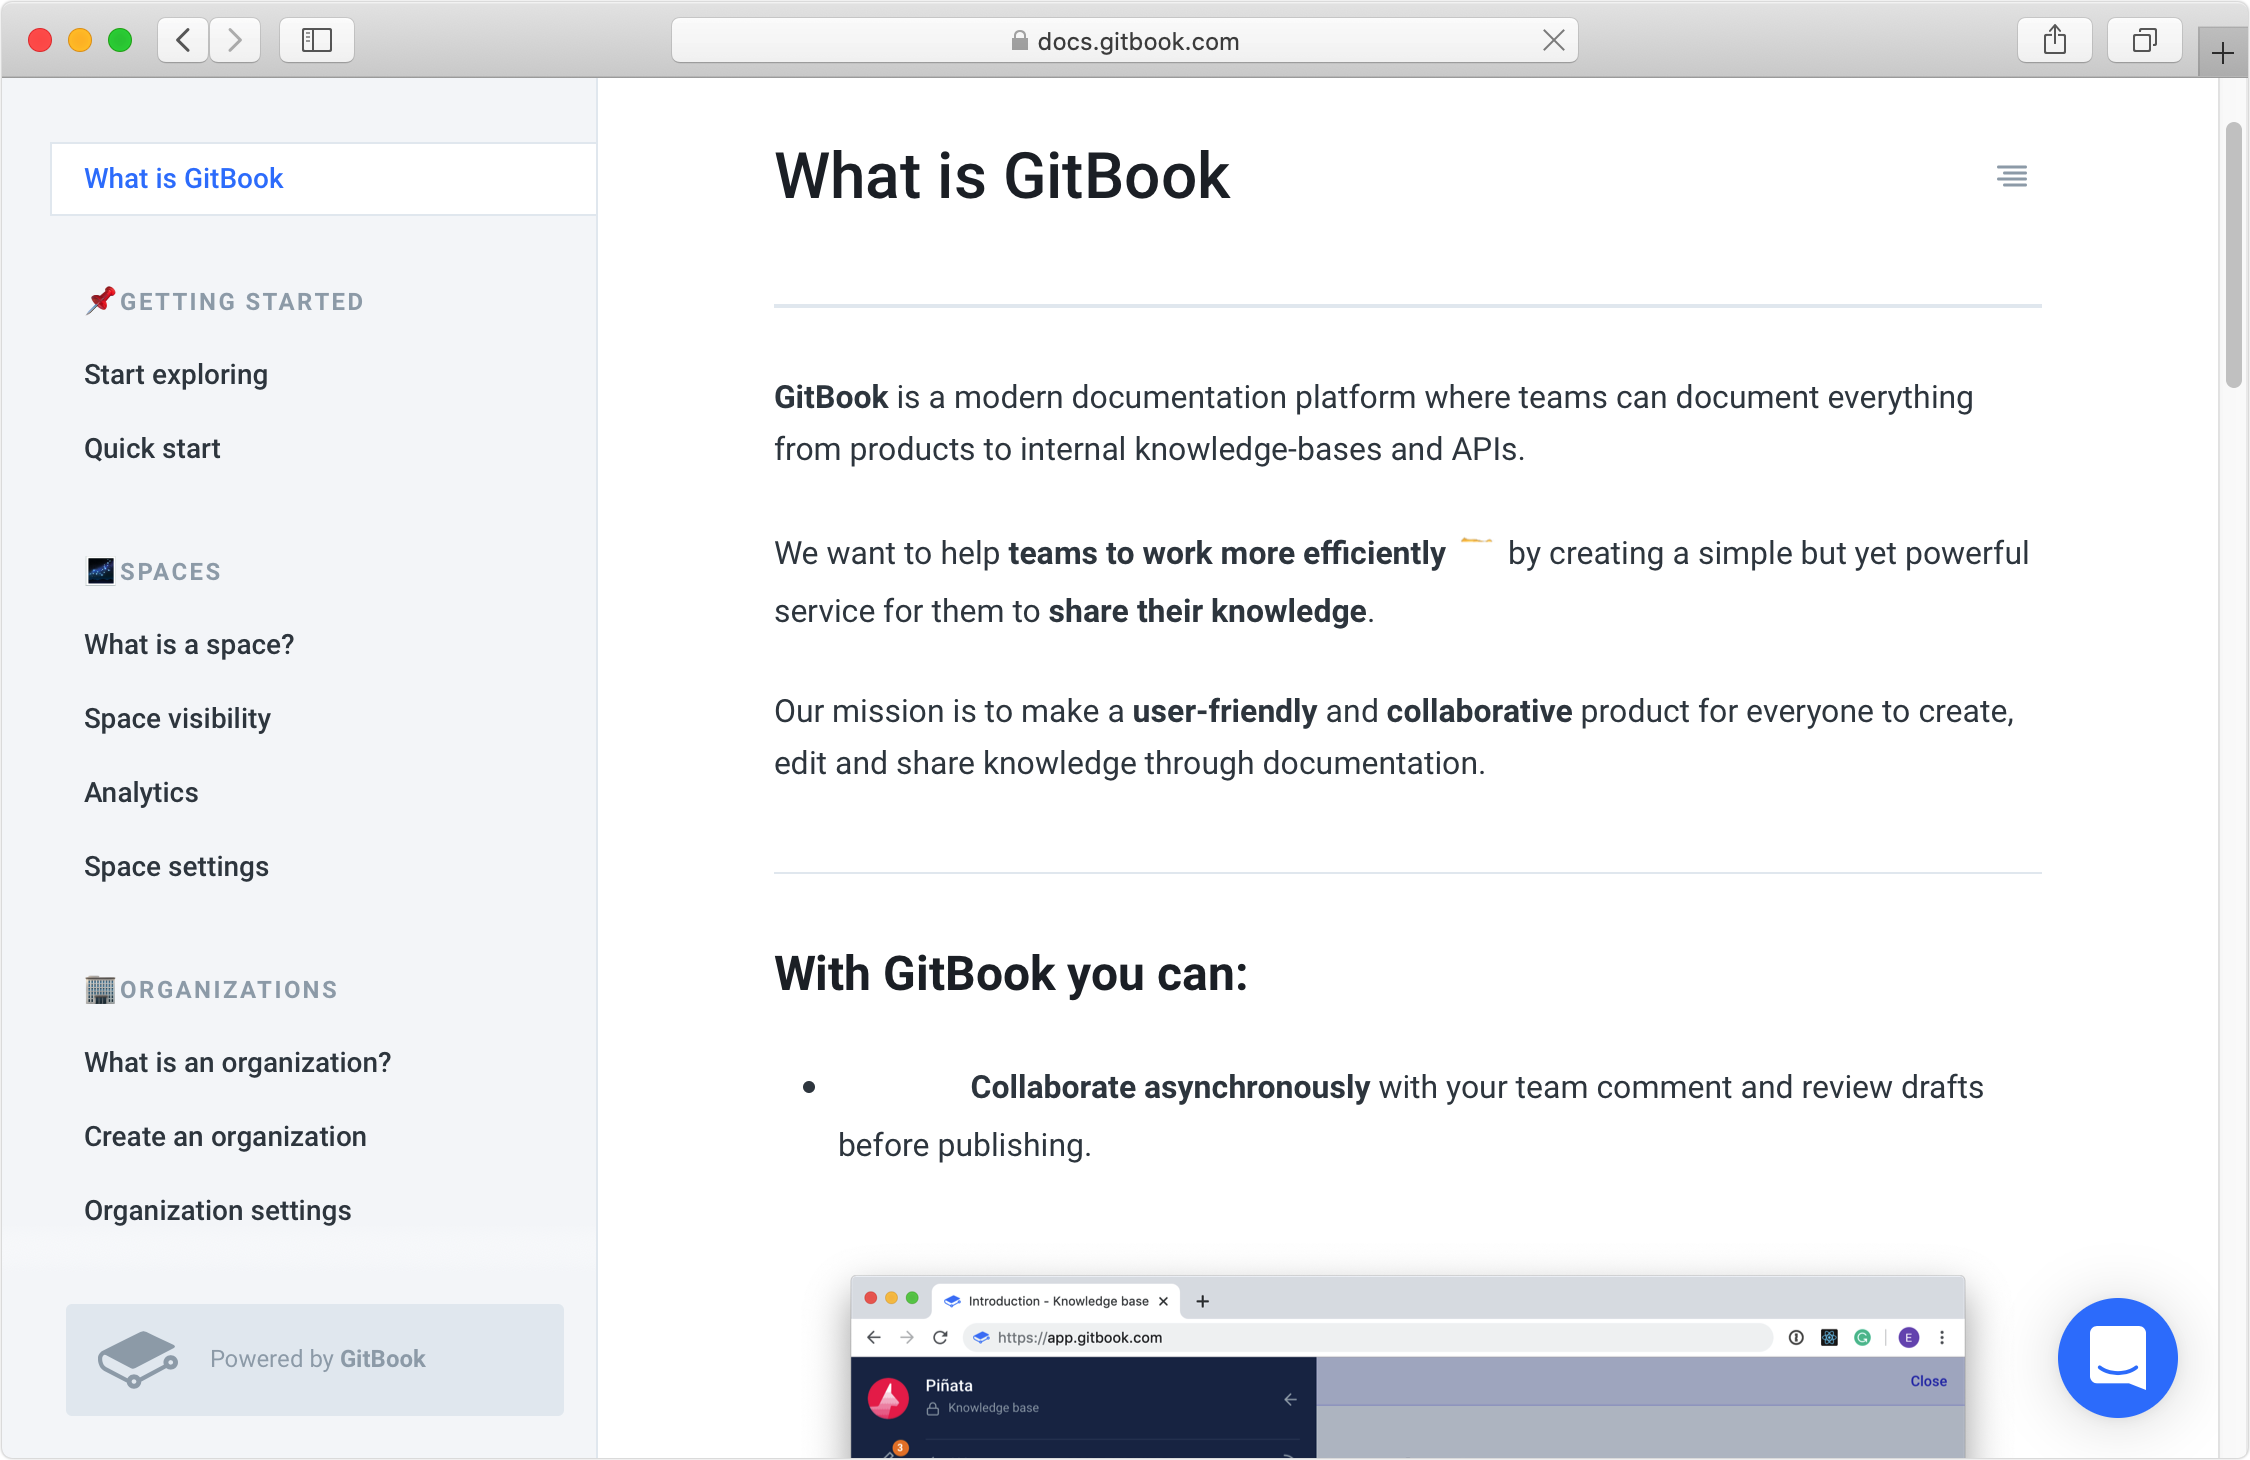 docs.gitbook.com
What is GitBook
GETTING STARTED
Start exploring
Quick start
SPACES
What is a space?
Space visibility
Analytics
Space settings
ORGANIZATIONS
What is an organization?
Create an organization
Organization settings
Powered by GitBook
What is GitBook
GitBook is a modern documentation platform where teams can document everything
from products to internal knowledge-bases and APIs.
We want to help teams to work more efficiently by creating a simple but yet powerful
service for them to share their knowledge.
Our mission is to make a user-friendly and collaborative product for everyone to create,
edit and share knowledge through documentation.
With GitBook you can:
• Collaborate asynchronously with your team comment and review drafts
before publishing.
Introduction - Knowledge base
https://app.gitbook.com
E
Piñata
Knowledge base
Close
3